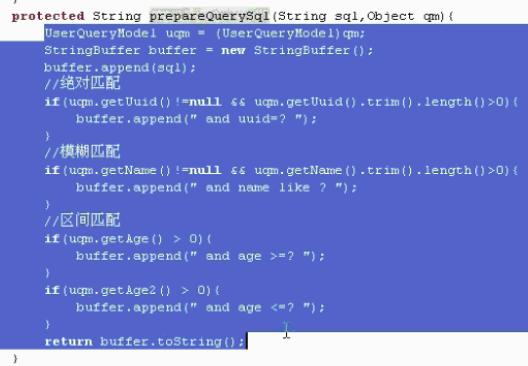 protected String prepareQuerySql(String sql,Object qm){
UserQueryModel uqm = (UserQueryModel)qm;
StringBuffer buffer = new StringBuffer();
buffer.append(sql);
//绝对匹配
if(uqm.getUuid()!=null && uqm.getUuid().trim().length()>0){
buffer.append(" and uuid=? ");
}
//模糊匹配
if(uqm.getName()!=null && uqm.getName().trim().length()>0){
buffer.append(" and name like ? ");
}
//区间匹配
if(uqm.getAge() > 0){
buffer.append(" and age >=? ");
}
if(uqm.getAge2() > 0){
buffer.append(" and age <=? ");
}
return buffer.toString();
}